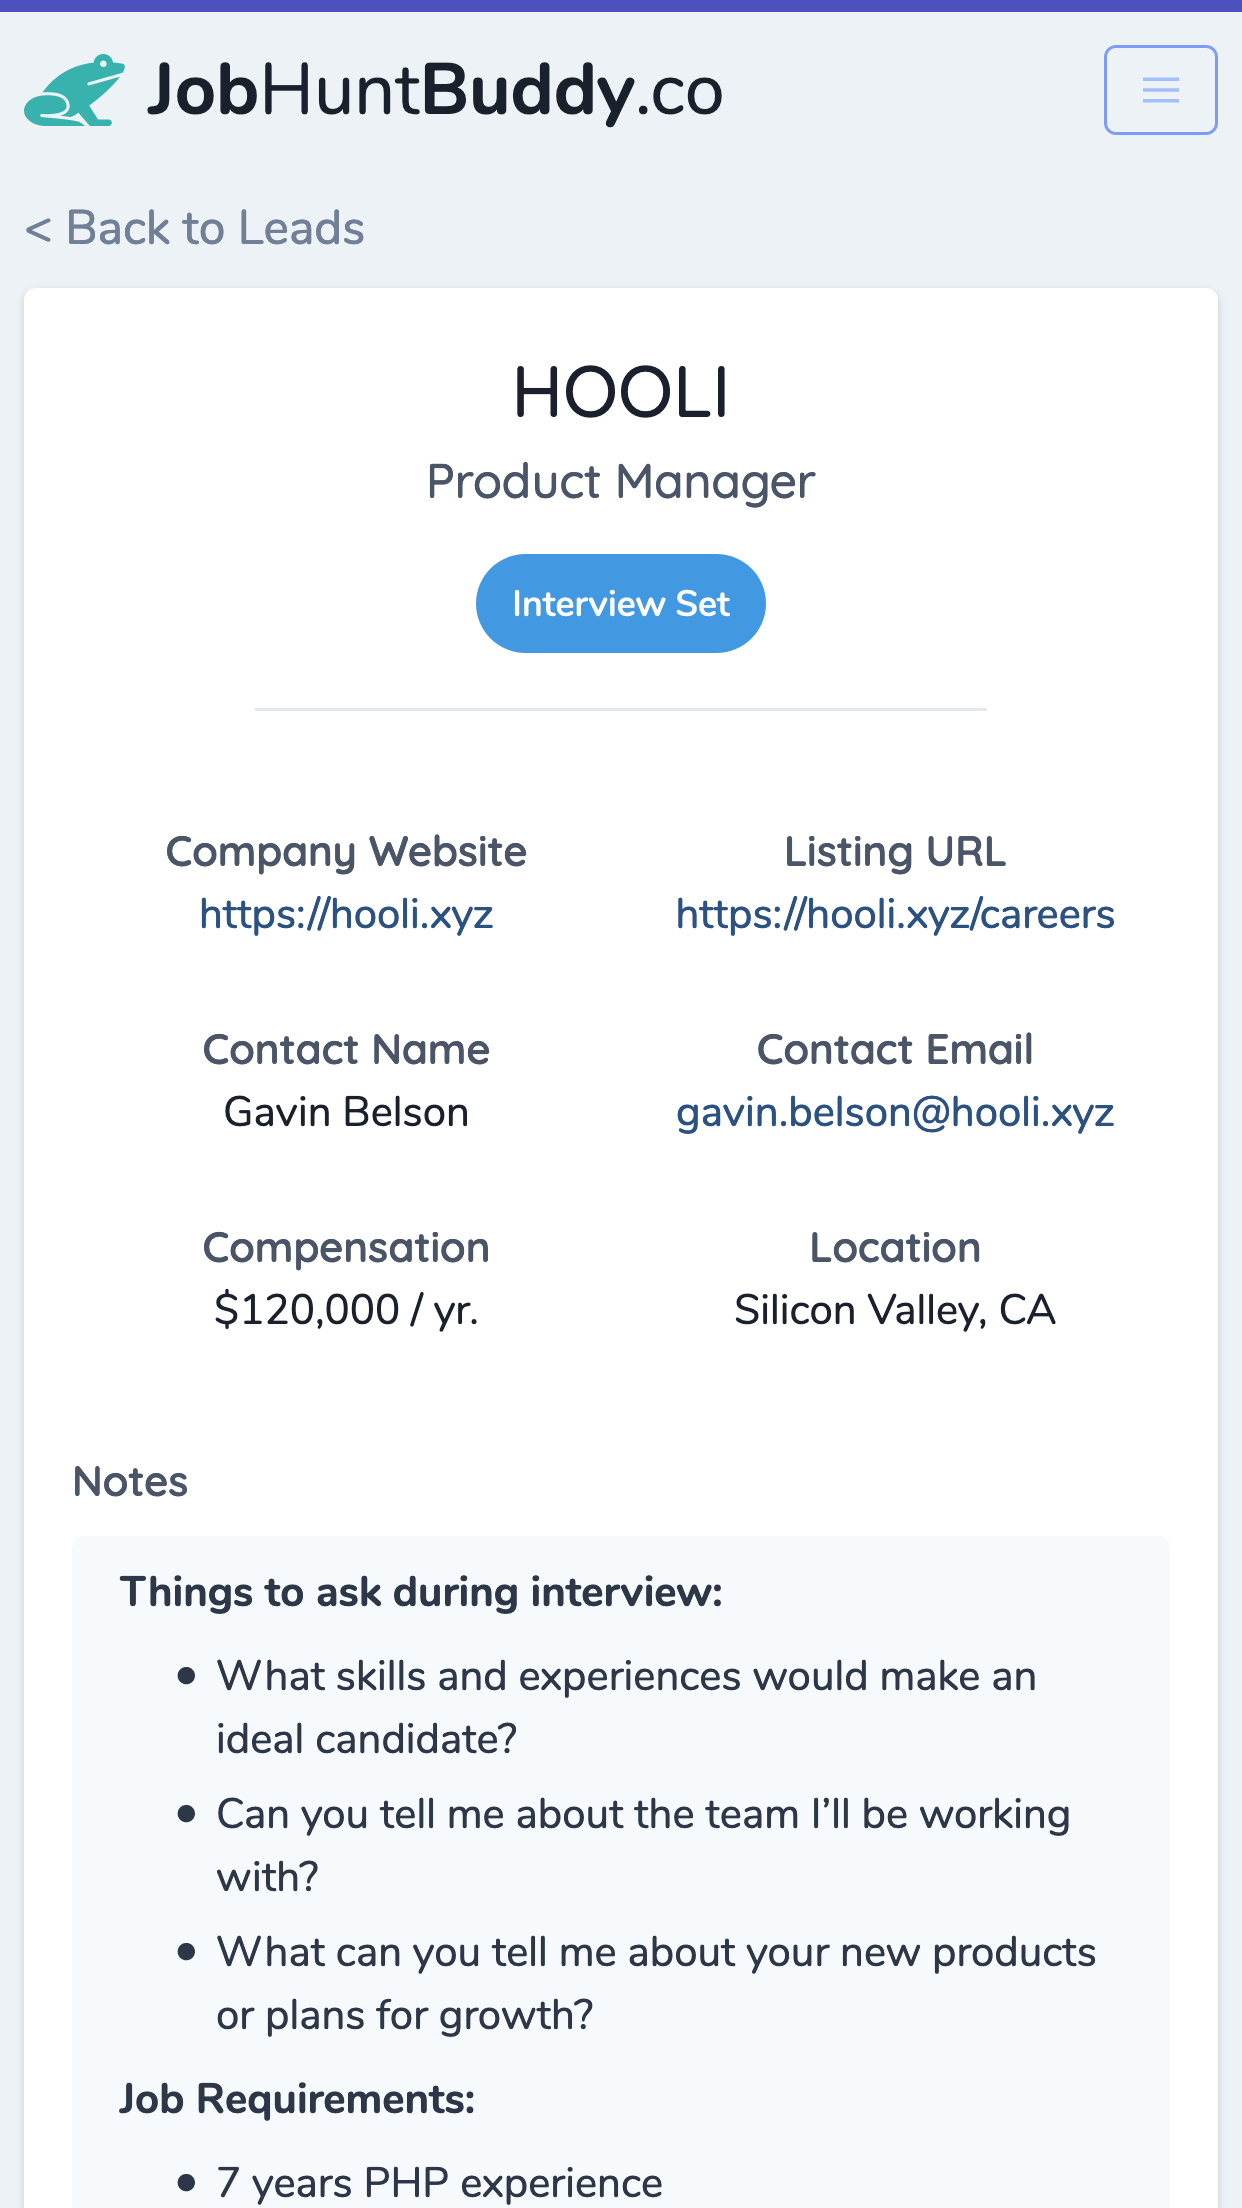 JobHuntBuddy.co
< Back to Leads
HOOLI
Product Manager
Interview Set
Company Website
https://hooli.xyz
Listing URL
https://hooli.xyz/careers
Contact Name
Gavin Belson
Contact Email
gavin.belson@hooli.xyz
Compensation
$120,000 / yr.
Location
Silicon Valley, CA
Notes
Things to ask during interview:
• What skills and experiences would make an
ideal candidate?
• Can you tell me about the team I’ll be working
with?
• What can you tell me about your new products
or plans for growth?
Job Requirements:
• 7 years PHP experience